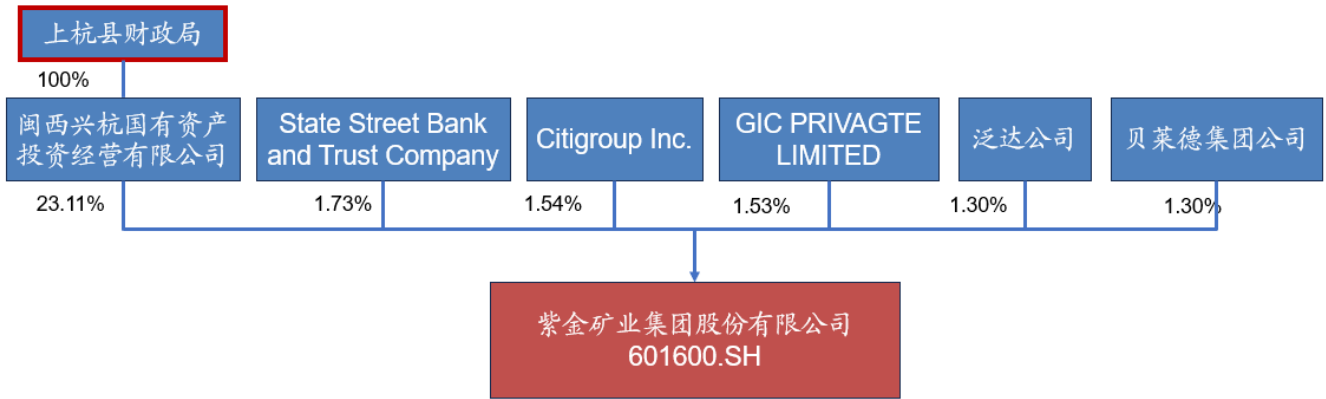 上杭县财政局
100%
闽西兴杭国有资产
投资经营有限公司
State Street Bank
and Trust Company
Citigroup Inc.
GIC PRIVAGTE
LIMITED
泛达公司
贝莱德集团公司
23.11%
1.73%
1.54%
1.53%
1.30%
1.30%
紫金矿业集团股份有限公司
601600.SH